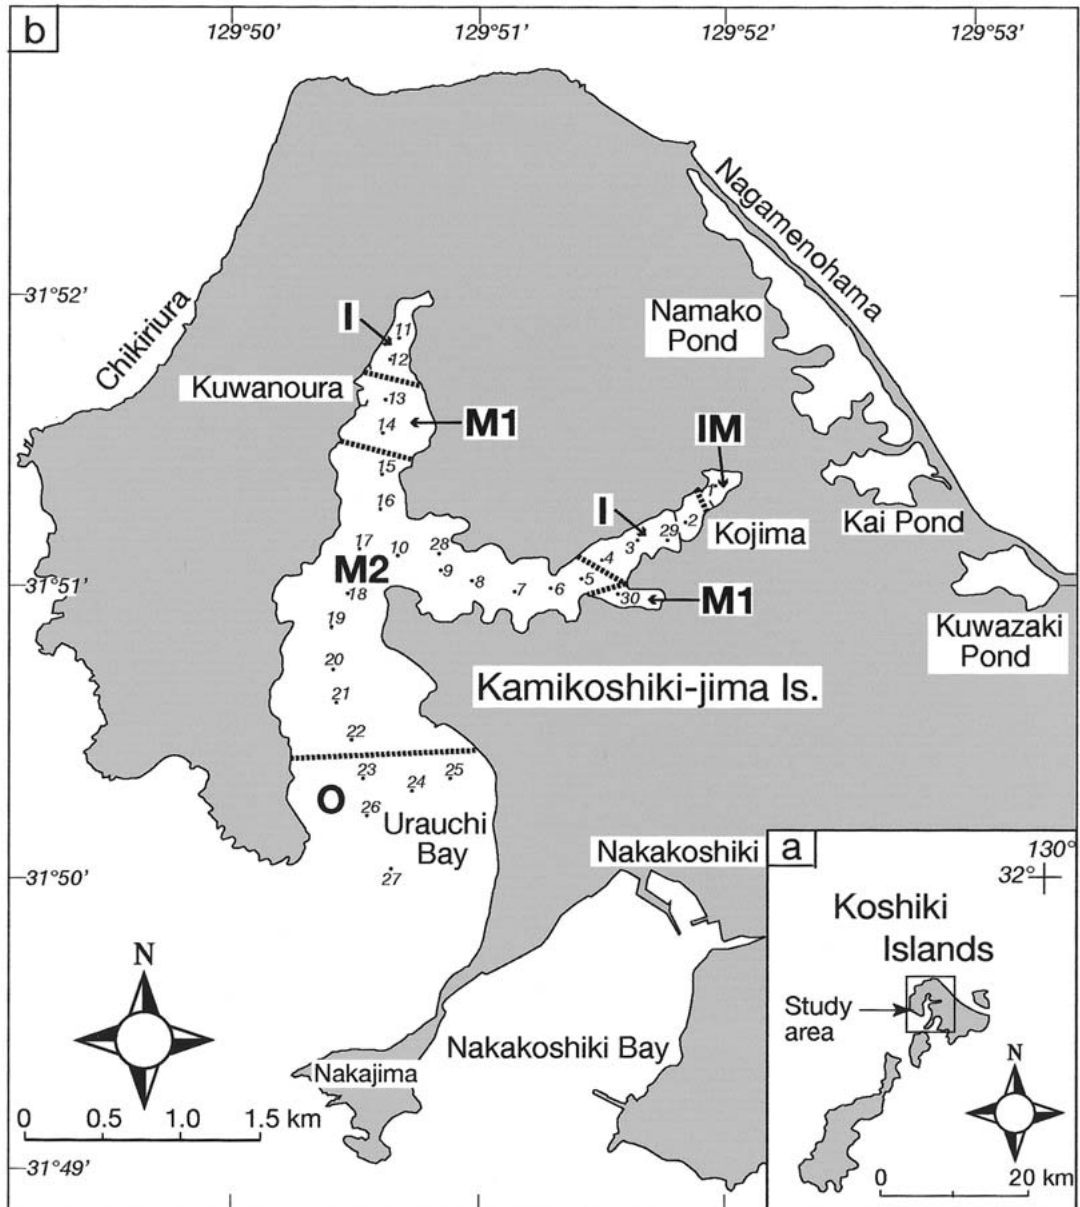 b
129°50’
129°51’
129°52’
129°53’
Nagamenohama
31°52’
Chikiriura
I
11
12
Namako
Pond
Kuwanoura
13
14
M1
15
IM
1
16
I
2
Kai Pond
Kojima
29
3
17
10
28
4
31°51’
M2
9
8
7
6
5
18
30
M1
19
Kuwazaki
Pond
20
Kamikoshiki-jima Is.
21
22
23
24
25
O
26
Urauchi
Bay
27
31°50’
Nakakoshiki
a
130°
32°
Koshiki
Islands
N
Study
area
Nakakoshiki Bay
N
Nakajima
0
0.5
1.0
1.5 km
31°49’
0
20 km